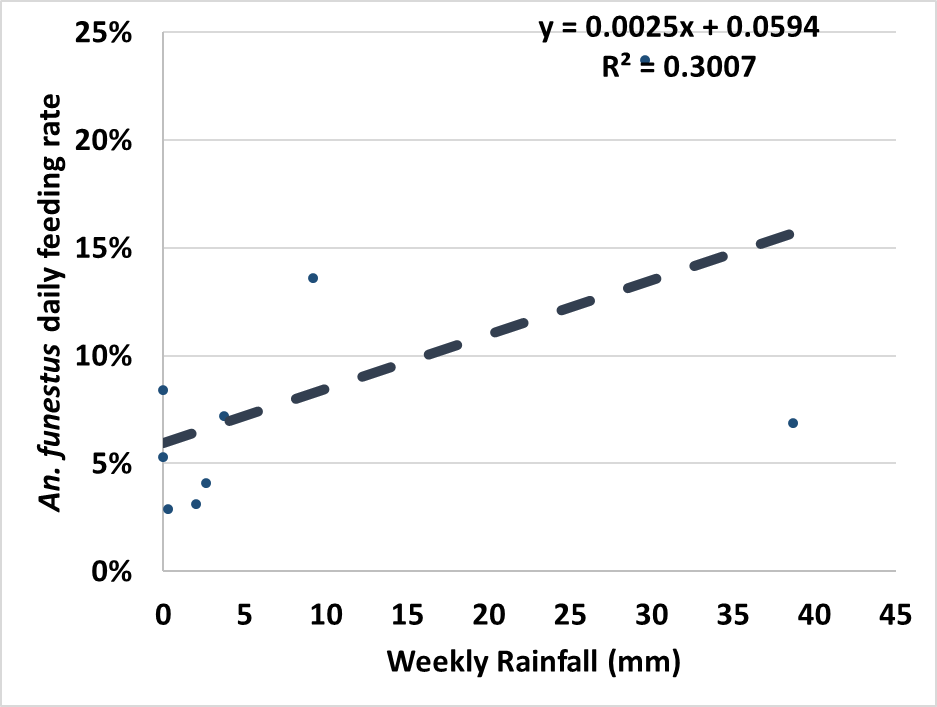 y = 0.0025x + 0.0594
R² = 0.3007
An. funestus daily feeding rate
25%
20%
15%
10%
5%
0%
0 5 10 15 20 25 30 35 40 45
Weekly Rainfall (mm)